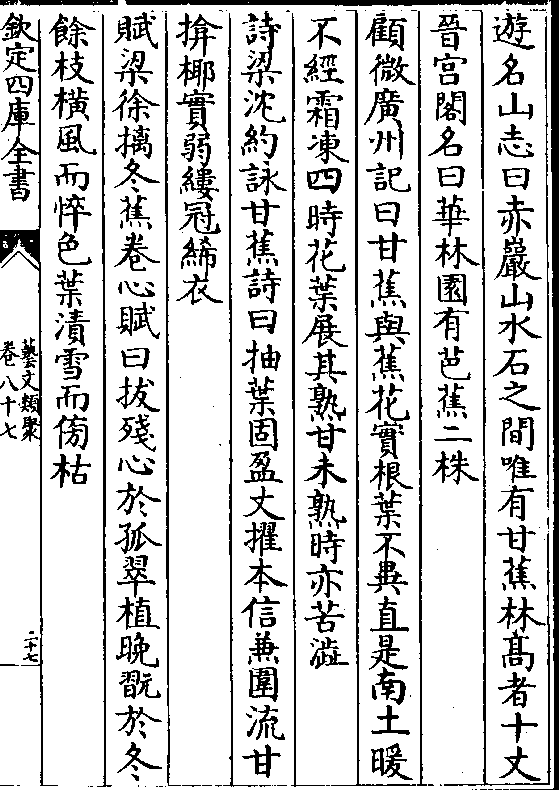 遊名山志曰赤巖山水石之間唯有甘蕉林髙者十丈
晉宫閣名曰華林園有芭蕉二株
顧微廣州記曰甘蕉與蕉花實根葉不異直是南土暖
不經霜凍四時花葉展其熟甘未熟時亦苦澁
詩梁沈約詠甘蕉詩曰抽葉固盈丈擢本信兼圍流甘
揜椰實弱縷冠絺衣
賦梁徐摛冬蕉卷心賦曰拔殘心於孤翠植晚翫於冬
餘枝横風而悴色葉漬雪而傍枯
欽定四庫全書
藝文類聚
卷八十七
二十七